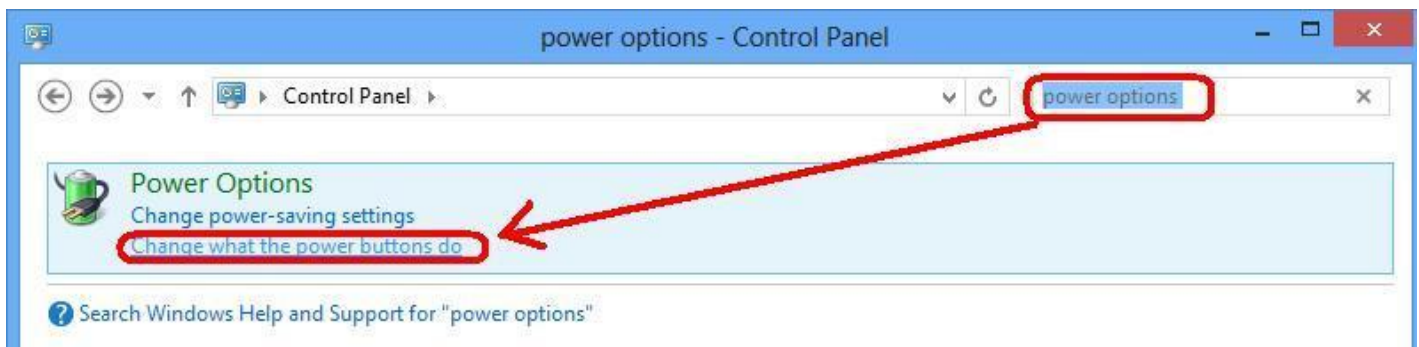 power options - Control Panel
Control Panel
power options
Power Options
Change power-saving settings
Change what the power buttons do
Search Windows Help and Support for "power options"